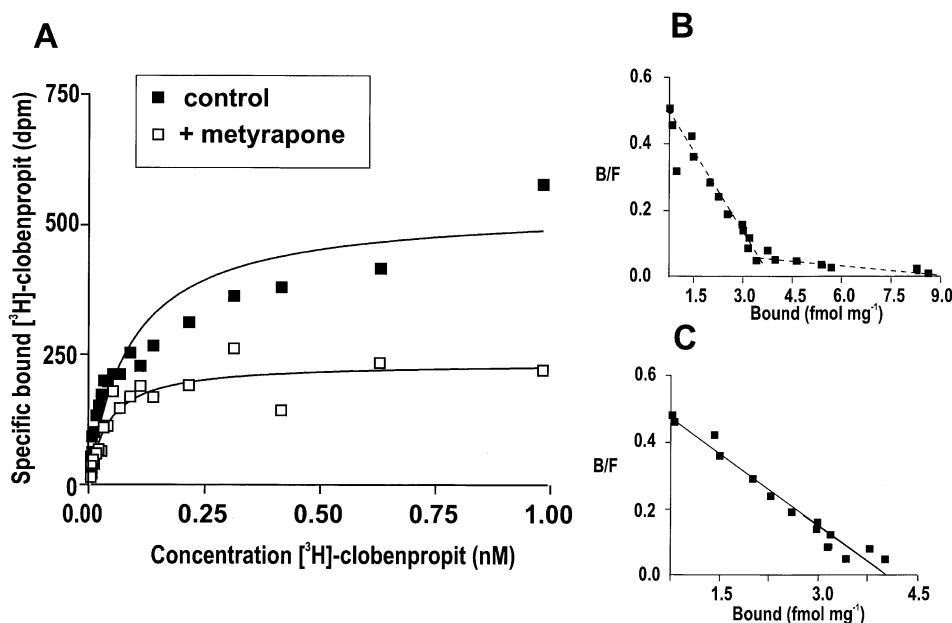 A
750
500
250
0
control
+ metyrapone
Specific bound [³H]-clobenpropit (dpm)
0.00 0.25 0.50 0.75 1.00
Concentration [³H]-clobenpropit (nM)
B
0.6
0.4
0.2
0.0
B/F
1.5 3.0 4.5 6.0 7.5 9.0
Bound (fmol mg⁻¹)
C
0.6
0.4
0.2
0.0
B/F
1.5 3.0 4.5
Bound (fmol mg⁻¹)